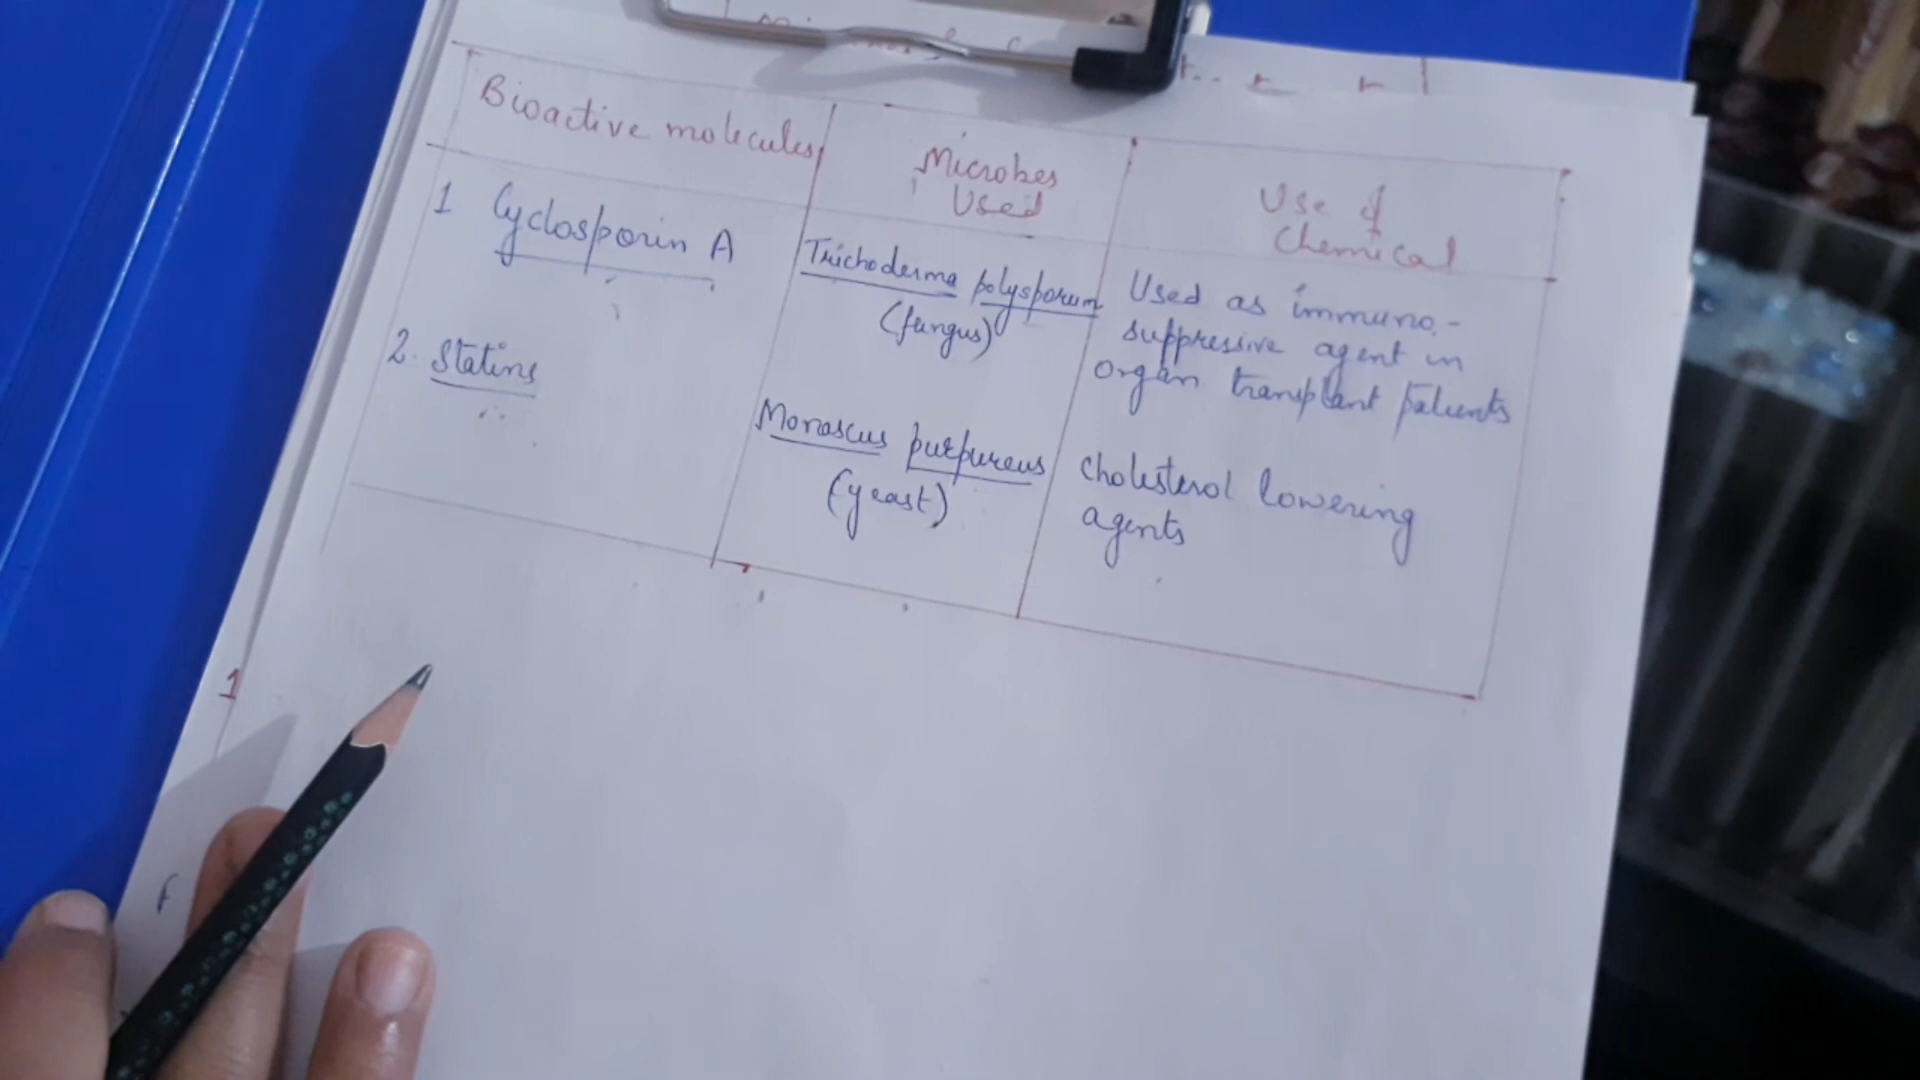 Bioactive molecules
Microbes
Used
Use of
Chemical
1 Cyclosporin A
Trichoderma polysporum
(fungus)
Used as immuno-
suppressive agent in
organ transplant patients
2. Statins
Monascus purpureus
(yeast)
cholesterol lowering
agents
1